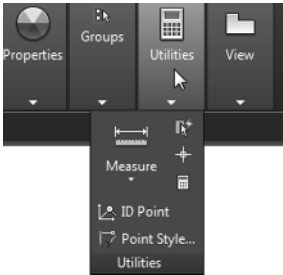 Properties
Groups
Utilities
View
Measure
ID Point
Point Style...
Utilities